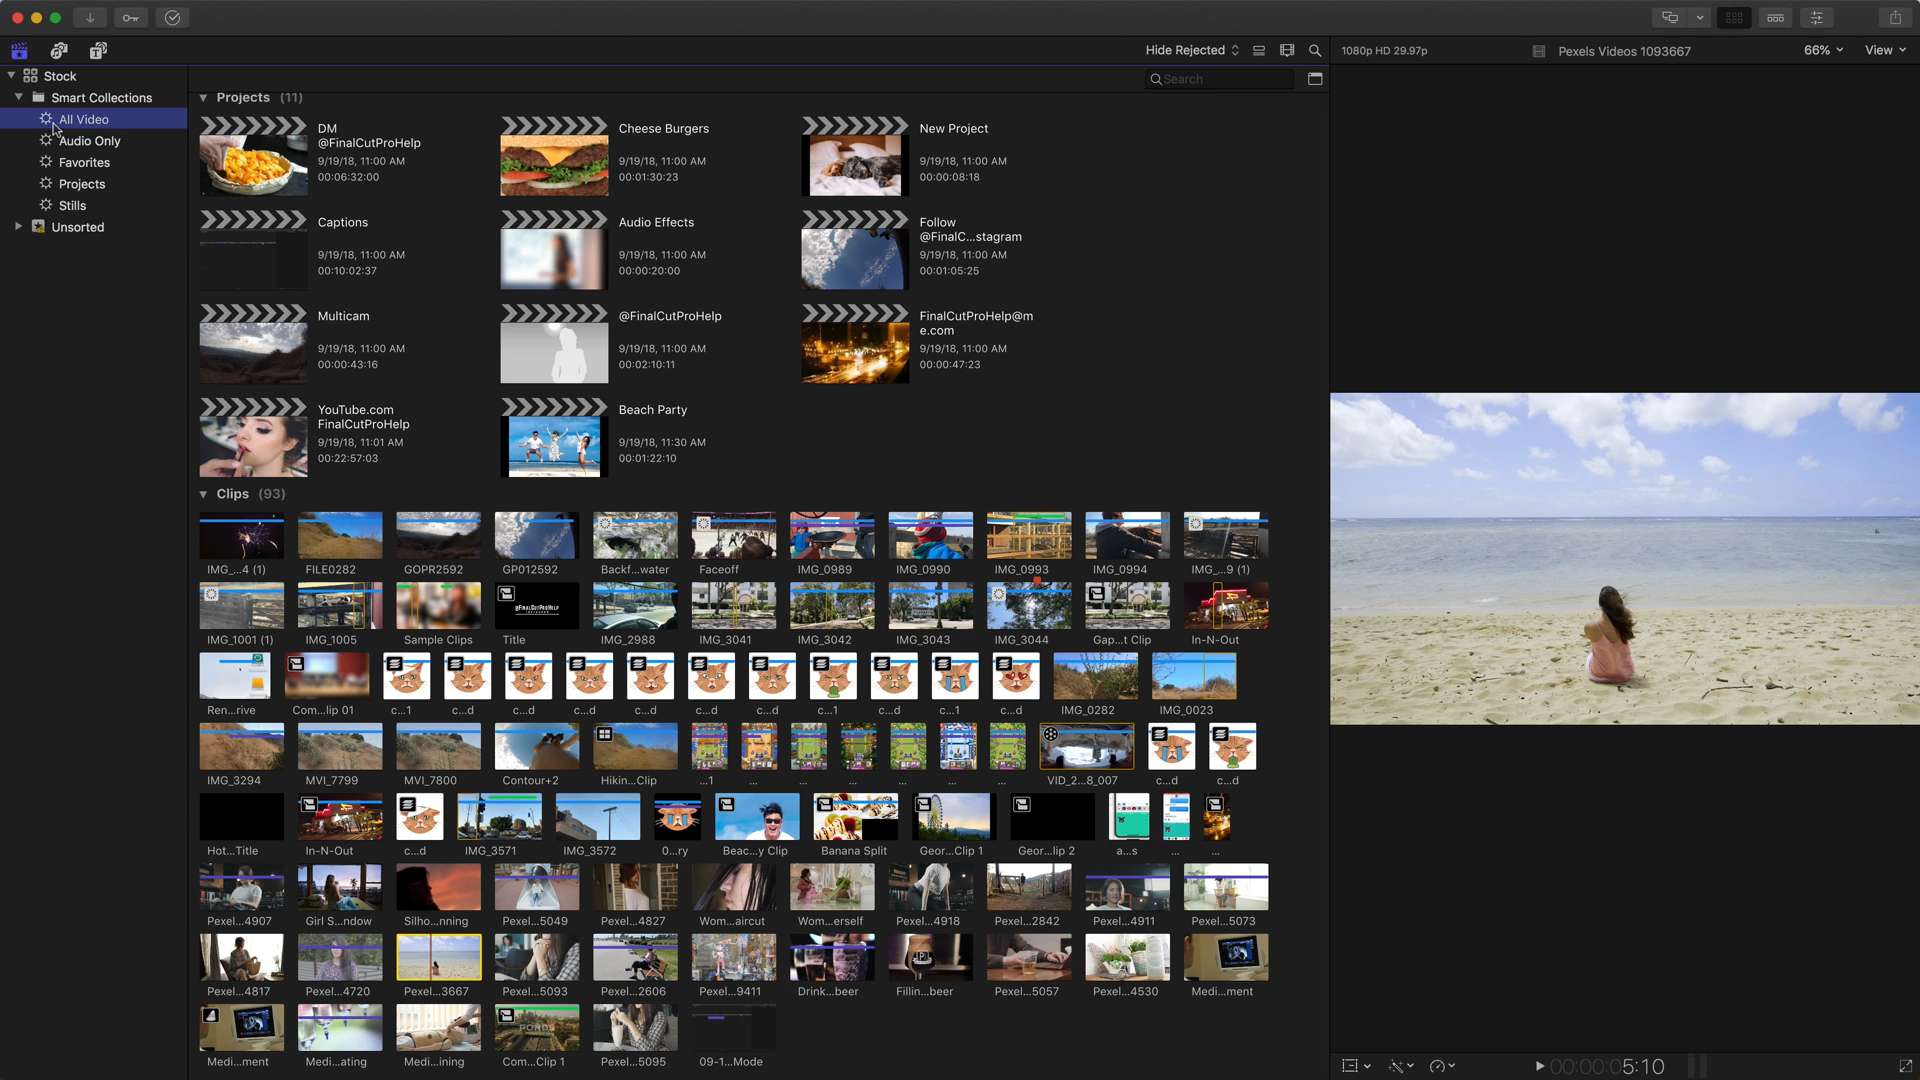 Hide Rejected
1080p HD 29.97p
Pexels Videos 1093667
66%
View
Stock
Smart Collections
All Video
Audio Only
Favorites
Projects
Stills
Unsorted
Search
Projects (11)
DM
@FinalCutProHelp
9/19/18, 11:00 AM
00:06:32:00
Cheese Burgers
9/19/18, 11:00 AM
00:01:30:23
New Project
9/19/18, 11:00 AM
00:00:08:18
Captions
9/19/18, 11:00 AM
00:10:02:37
Audio Effects
9/19/18, 11:00 AM
00:00:20:00
Follow
@FinalC...stagram
9/19/18, 11:00 AM
00:01:05:25
Multicam
9/19/18, 11:00 AM
00:00:43:16
@FinalCutProHelp
9/19/18, 11:00 AM
00:02:10:11
FinalCutProHelp@m
e.com
9/19/18, 11:00 AM
00:00:47:23
YouTube.com
FinalCutProHelp
9/19/18, 11:01 AM
00:22:57:03
Beach Party
9/19/18, 11:30 AM
00:01:22:10
Clips (93)
IMG_...4 (1) FILE0282 GOPR2592 GP012592 Backf...water Faceoff IMG_0989 IMG_0990 IMG_0993 IMG_0994 IMG_...9 (1)
@FINALCUTPROHELP
IMG_1001 (1) IMG_1005 Sample Clips Title IMG_2988 IMG_3041 IMG_3042 IMG_3043 IMG_3044 Gap...t Clip In-N-Out
Ren...rive Com...lip 01 c...1 c...d c...d c...d c...d c...d c...d c...1 c...d c...1 c...d IMG_0282 IMG_0023
IMG_3294 MVI_7799 MVI_7800 Contour+2 Hikin...Clip ...1 ... ... ... ... ... ... VID_2...8_007 c...d c...d
Hot...Title In-N-Out c...d IMG_3571 IMG_3572 0...ry Beac...y Clip Banana Split Geor...Clip 1 Geor...lip 2 a...s ... ...
Pexel...4907 Girl S...ndow Silho...nning Pexel...5049 Pexel...4827 Wom...aircut Wom...erself Pexel...4918 Pexel...2842 Pexel...4911 Pexel...5073
Pexel...4817 Pexel...4720 Pexel...3667 Pexel...5093 Pexel...2606 Pexel...9411 Drink...beer Fillin...beer Pexel...5057 Pexel...4530 Medi...ment
PONDS
Medi...ment Medi...ating Medi...ining Com...Clip 1 Pexel...5095 09-1...Mode
00:00:05:10